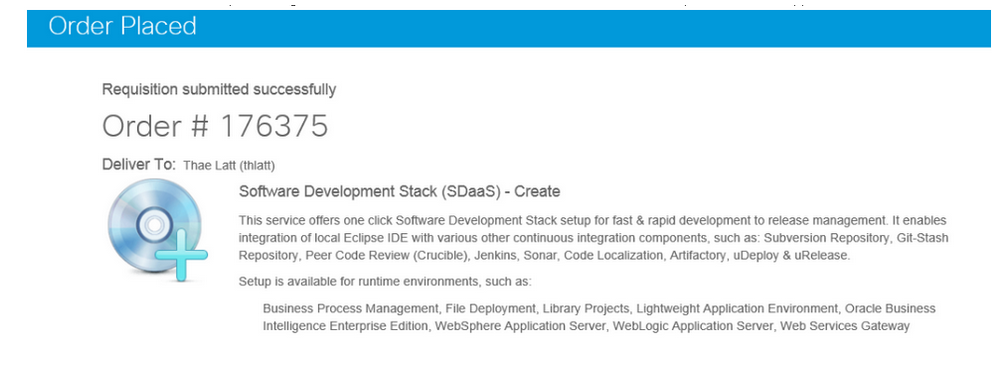 Order Placed
Requisition submitted successfully
Order # 176375
Deliver To: Thae Latt (thlatt)
Software Development Stack (SDaaS) - Create
This service offers one click Software Development Stack setup for fast & rapid development to release management. It enables
integration of local Eclipse IDE with various other continuous integration components, such as: Subversion Repository, Git-Stash
Repository, Peer Code Review (Crucible), Jenkins, Sonar, Code Localization, Artifactory, uDeploy & uRelease.
Setup is available for runtime environments, such as:
Business Process Management, File Deployment, Library Projects, Lightweight Application Environment, Oracle Business
Intelligence Enterprise Edition, WebSphere Application Server, WebLogic Application Server, Web Services Gateway